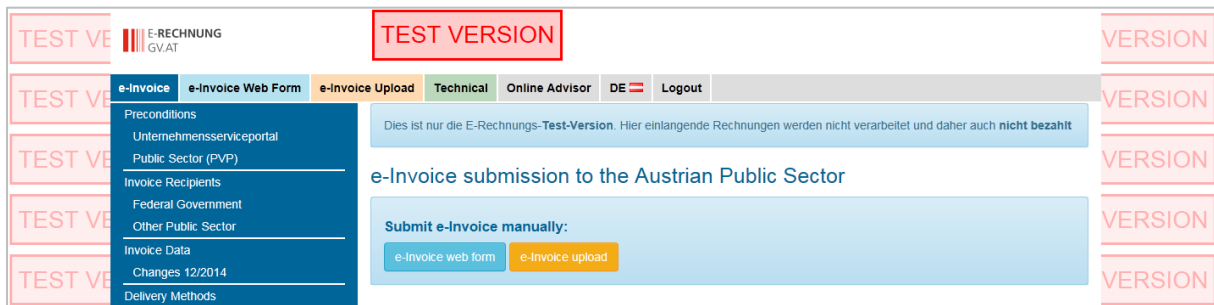 TEST VERSION
E-RECHNUNG
GV.AT
TEST VE
VERSION
e-Invoice e-Invoice Web Form e-Invoice Upload Technical Online Advisor DE Logout
TEST VE
VERSION
Preconditions
Unternehmensserviceportal
Public Sector (PVP)
Invoice Recipients
Federal Government
Other Public Sector
Invoice Data
Changes 12/2014
Delivery Methods
Dies ist nur die E-Rechnungs-Test-Version. Hier einlangende Rechnungen werden nicht verarbeitet und daher auch nicht bezahlt
TEST VE
VERSION
e-Invoice submission to the Austrian Public Sector
TEST VE
VERSION
Submit e-Invoice manually:
e-Invoice web form e-Invoice upload
TEST VE
VERSION